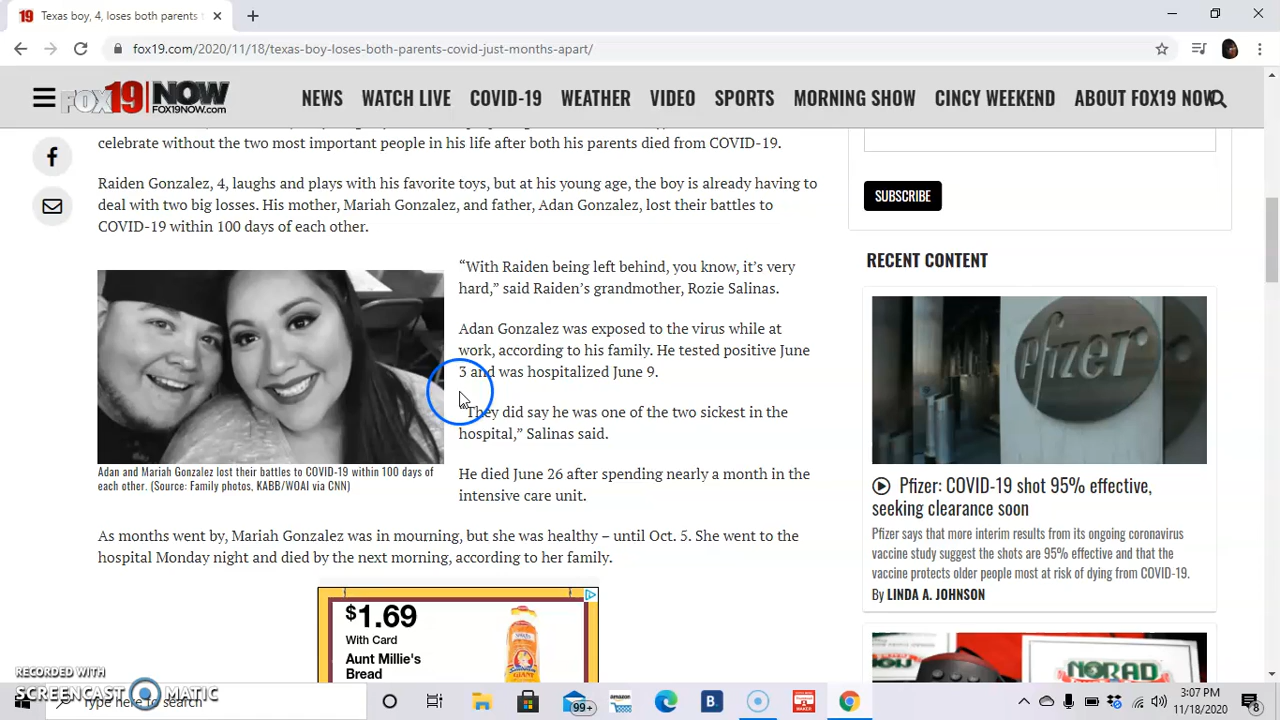 19 Texas boy, 4, loses both parents
fox19.com/2020/11/18/texas-boy-loses-both-parents-covid-just-months-apart/
FOX19 NOW
FOX19NOW.com
NEWS WATCH LIVE COVID-19 WEATHER VIDEO SPORTS MORNING SHOW CINCY WEEKEND ABOUT FOX19 NOW
celebrate without the two most important people in his life after both his parents died from COVID-19.
Raiden Gonzalez, 4, laughs and plays with his favorite toys, but at his young age, the boy is already having to
deal with two big losses. His mother, Mariah Gonzalez, and father, Adan Gonzalez, lost their battles to
COVID-19 within 100 days of each other.
“With Raiden being left behind, you know, it’s very
hard,” said Raiden’s grandmother, Rozie Salinas.
Adan Gonzalez was exposed to the virus while at
work, according to his family. He tested positive June
3 and was hospitalized June 9.
"They did say he was one of the two sickest in the
hospital,” Salinas said.
He died June 26 after spending nearly a month in the
intensive care unit.
Adan and Mariah Gonzalez lost their battles to COVID-19 within 100 days of
each other. (Source: Family photos, KABB/WOAI via CNN)
As months went by, Mariah Gonzalez was in mourning, but she was healthy – until Oct. 5. She went to the
hospital Monday night and died by the next morning, according to her family.
$1.69
With Card
Aunt Millie's
Bread
SUBSCRIBE
RECENT CONTENT
Pfizer
Pfizer: COVID-19 shot 95% effective,
seeking clearance soon
Pfizer says that more interim results from its ongoing coronavirus
vaccine study suggest the shots are 95% effective and that the
vaccine protects older people most at risk of dying from COVID-19.
By LINDA A. JOHNSON
NORAD
RECORDED WITH
SCREENCAST MATIC
Type here to search
99+
amazon
B.
3:07 PM
11/18/2020
8